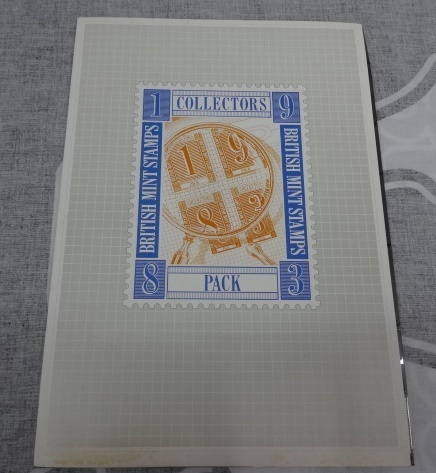 1 COLLECTORS 9
BRITISH MINT STAMPS
BRITISH MINT STAMPS
1 9
8 3
8 PACK 3